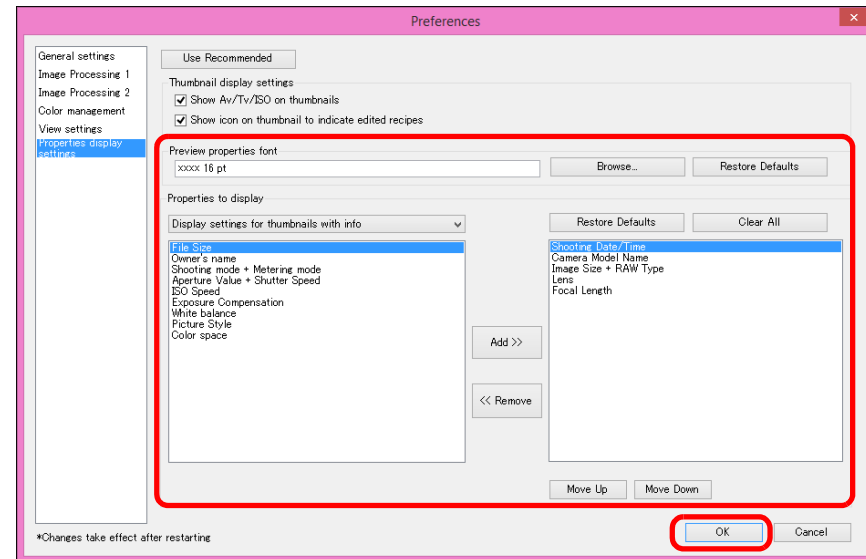 Preferences
General settings
Image Processing 1
Image Processing 2
Color management
View settings
Properties display
settings
Use Recommended
Thumbnail display settings
Show Av/Tv/ISO on thumbnails
Show icon on thumbnail to indicate edited recipes
Preview properties font
xxxx 16 pt
Browse...
Restore Defaults
Properties to display
Display settings for thumbnails with info
File Size
Owner's name
Shooting mode + Metering mode
Aperture Value + Shutter Speed
ISO Speed
Exposure Compensation
White balance
Picture Style
Color space
Add >>
<< Remove
Restore Defaults
Clear All
Shooting Date/Time
Camera Model Name
Image Size + RAW Type
Lens
Focal Length
Move Up
Move Down
*Changes take effect after restarting
OK
Cancel